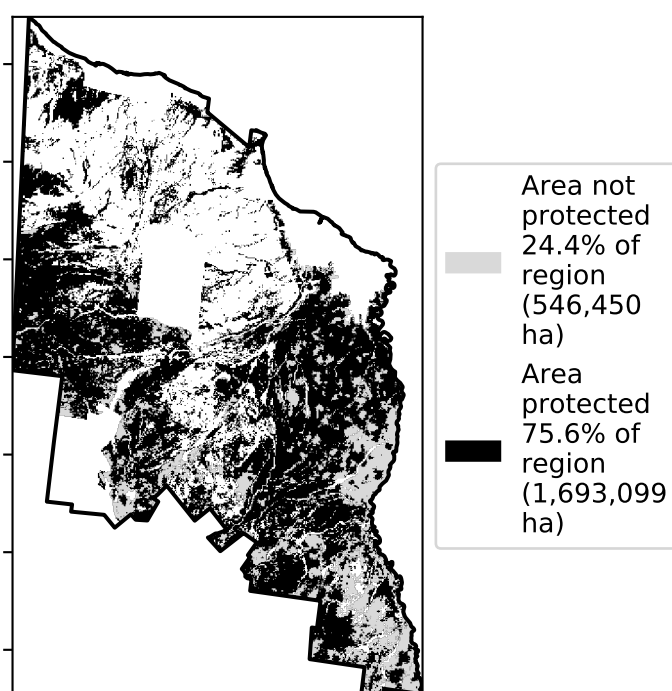 Area not
protected
24.4% of
region
(546,450
ha)
Area
protected
75.6% of
region
(1,693,099
ha)